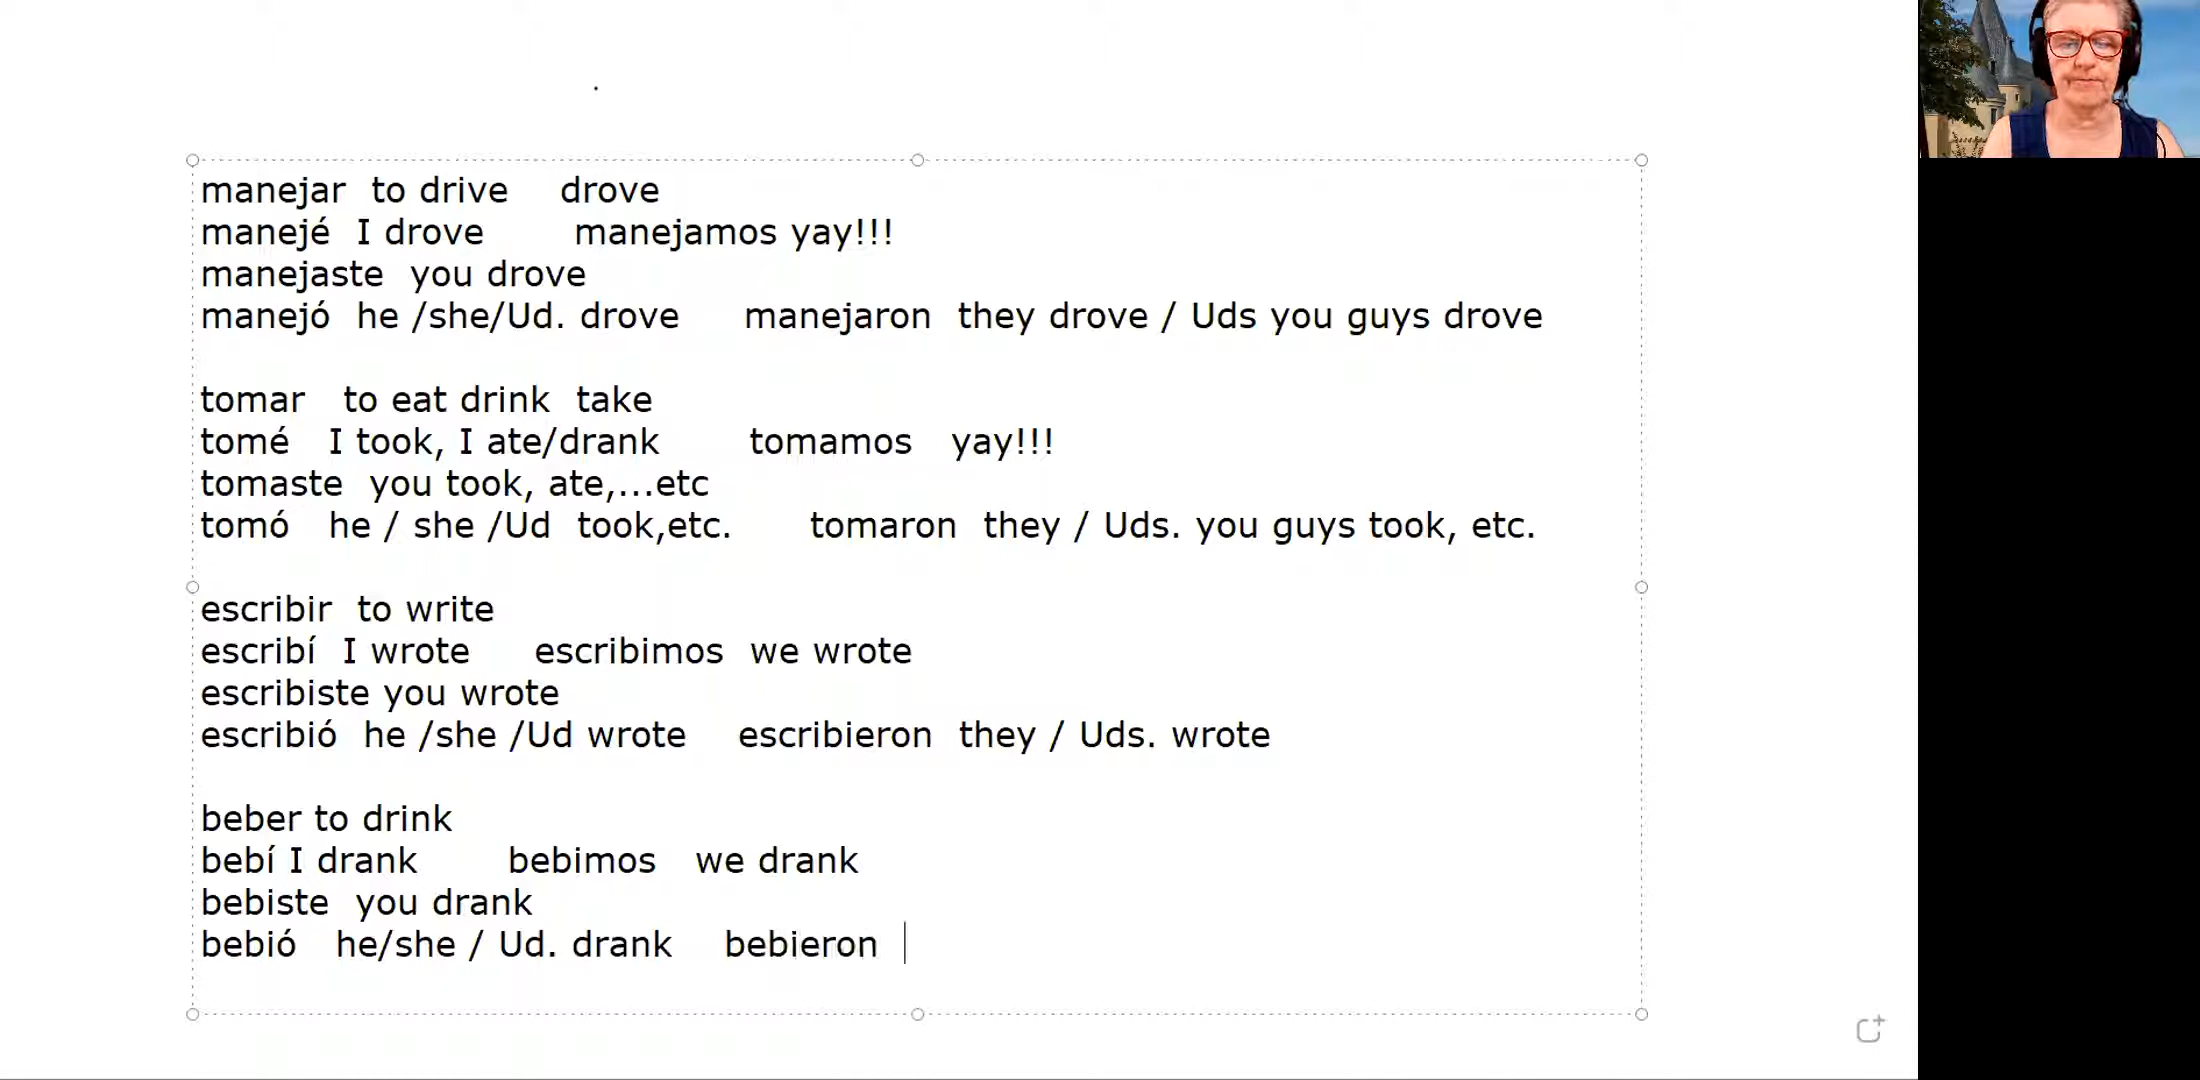 manejar to drive drove
manejé I drove manejamos yay!!!
manejaste you drove
manejó he /she/Ud. drove manejaron they drove / Uds you guys drove
tomar to eat drink take
tomé I took, I ate/drank tomamos yay!!!
tomaste you took, ate,...etc
tomó he / she /Ud took,etc. tomaron they / Uds. you guys took, etc.
escribir to write
escribí I wrote escribimos we wrote
escribiste you wrote
escribió he /she /Ud wrote escribieron they / Uds. wrote
beber to drink
bebí I drank bebimos we drank
bebiste you drank
bebió he/she / Ud. drank bebieron